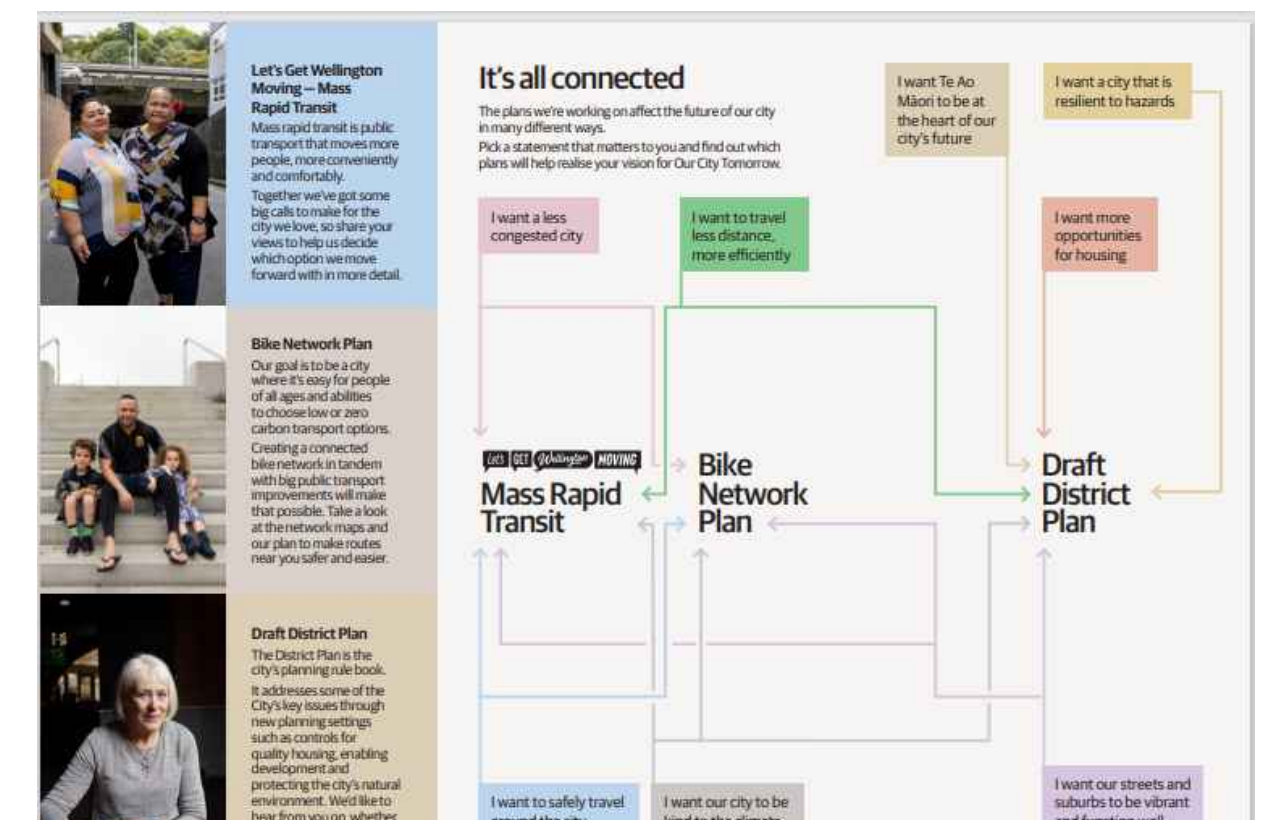 Let's Get Wellington
Moving – Mass
Rapid Transit
Mass rapid transit is public
transport that moves more
people, more conveniently
and comfortably.
Together we've got some
big calls to make for the
city we love, so share your
views to help us decide
which option we move
forward with in more detail.
Bike Network Plan
Our goal is to be a city
where it's easy for people
of all ages and abilities
to choose low or zero
carbon transport options.
Creating a connected
bike network in tandem
with big public transport
improvements will make
that possible. Take a look
at the network maps and
our plan to make routes
near you safer and easier.
Draft District Plan
The District Plan is the
city's planning rule book.
It addresses some of the
City's key issues through
new planning settings
such as controls for
quality housing, enabling
development and
protecting the city's natural
environment. We'd like to
hear from you on, whether
It's all connected
The plans we're working on affect the future of our city
in many different ways.
Pick a statement that matters to you and find out which
plans will help realise your vision for Our City Tomorrow.
I want Te Ao
Māori to be at
the heart of our
city's future
I want a city that is
resilient to hazards
I want a less
congested city
I want to travel
less distance,
more efficiently
I want more
opportunities
for housing
Let's GET Wellington MOVING
Mass Rapid
Transit
Bike
Network
Plan
Draft
District
Plan
I want to safely travel
around the city
I want our city to be
kind to the climate
I want our streets and
suburbs to be vibrant
and function well